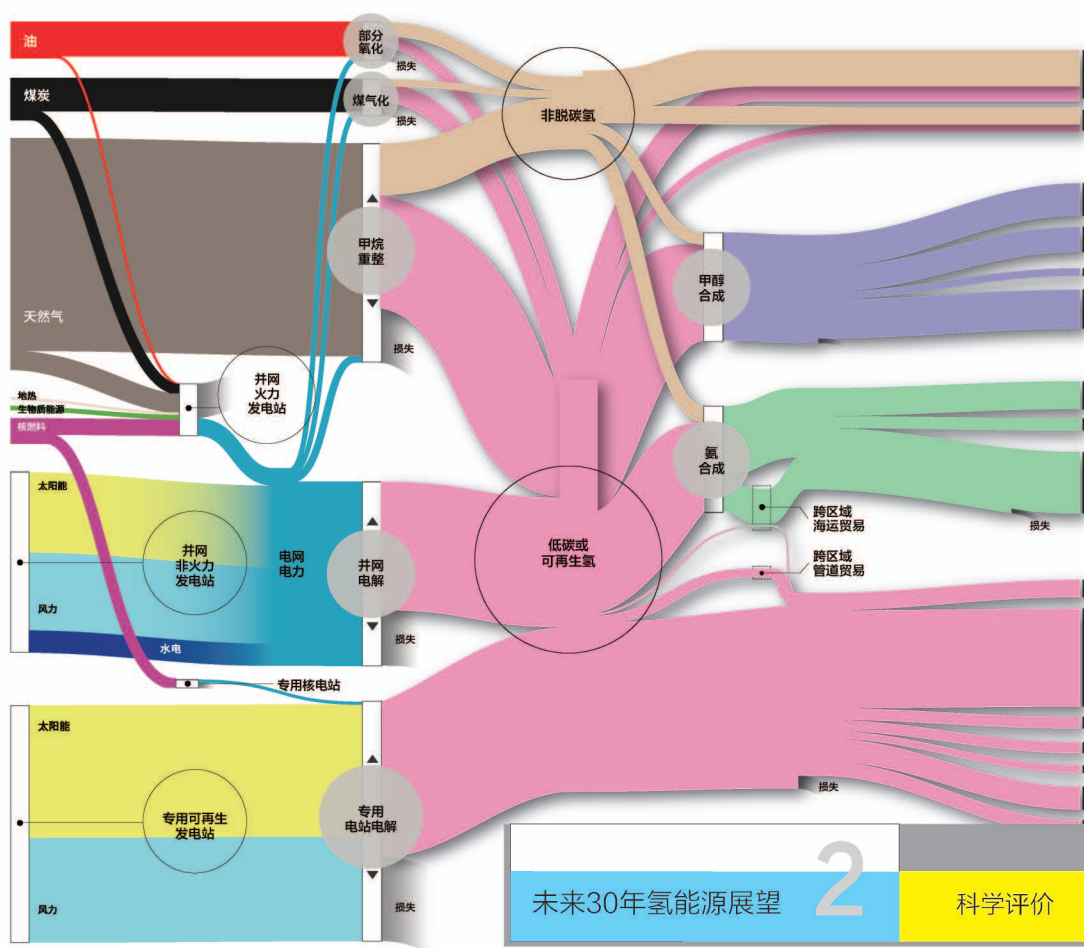 油
部分
氧化
损失
煤炭
煤气化
损失
非脱碳氢
甲烷
重整
天然气
损失
甲醇
合成
并网
火力
发电站
地热
生物质能源
核燃料
氨
合成
太阳能
并网
非火力
发电站
电网
电力
并网
电解
低碳或
可再生氢
跨区域
海运贸易
损失
跨区域
管道贸易
风力
水电
损失
专用核电站
太阳能
专用可再生
发电站
专用
电站电解
损失
风力
损失
未来30年氢能源展望
2
科学评价